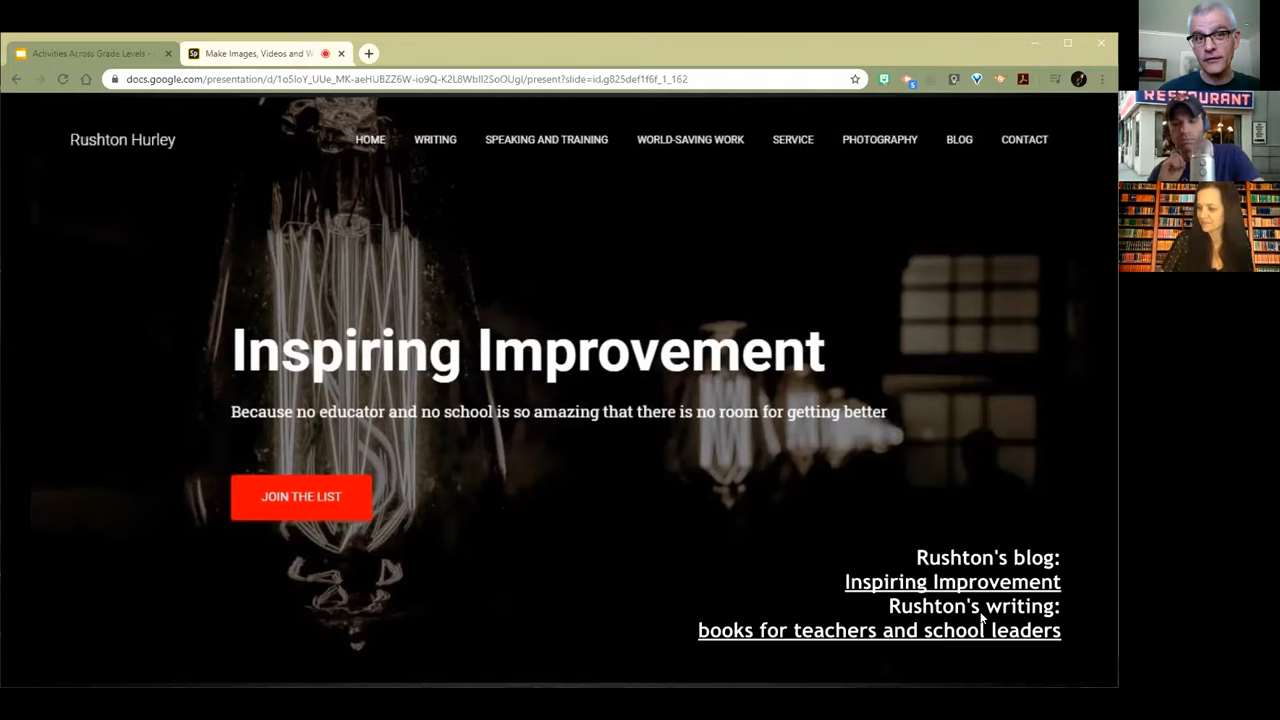 Activities Across Grade Levels -
Make Images, Videos and W
docs.google.com/presentation/d/1o5IoY_UUe_MK-aeHUBZZ6W-io9Q-K2L8WbIl2SoOUgI/present?slide=id.g825def1f6f_1_162
RESTAURANT
Rushton Hurley
HOME WRITING SPEAKING AND TRAINING WORLD-SAVING WORK SERVICE PHOTOGRAPHY BLOG CONTACT
Inspiring Improvement
Because no educator and no school is so amazing that there is no room for getting better
JOIN THE LIST
Rushton's blog:
Inspiring Improvement
Rushton's writing:
books for teachers and school leaders